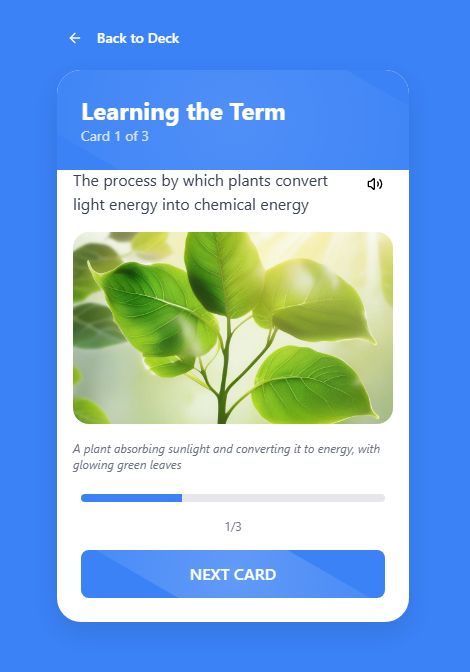 Back to Deck
Learning the Term
Card 1 of 3
The process by which plants convert
light energy into chemical energy
A plant absorbing sunlight and converting it to energy, with
glowing green leaves
1/3
NEXT CARD